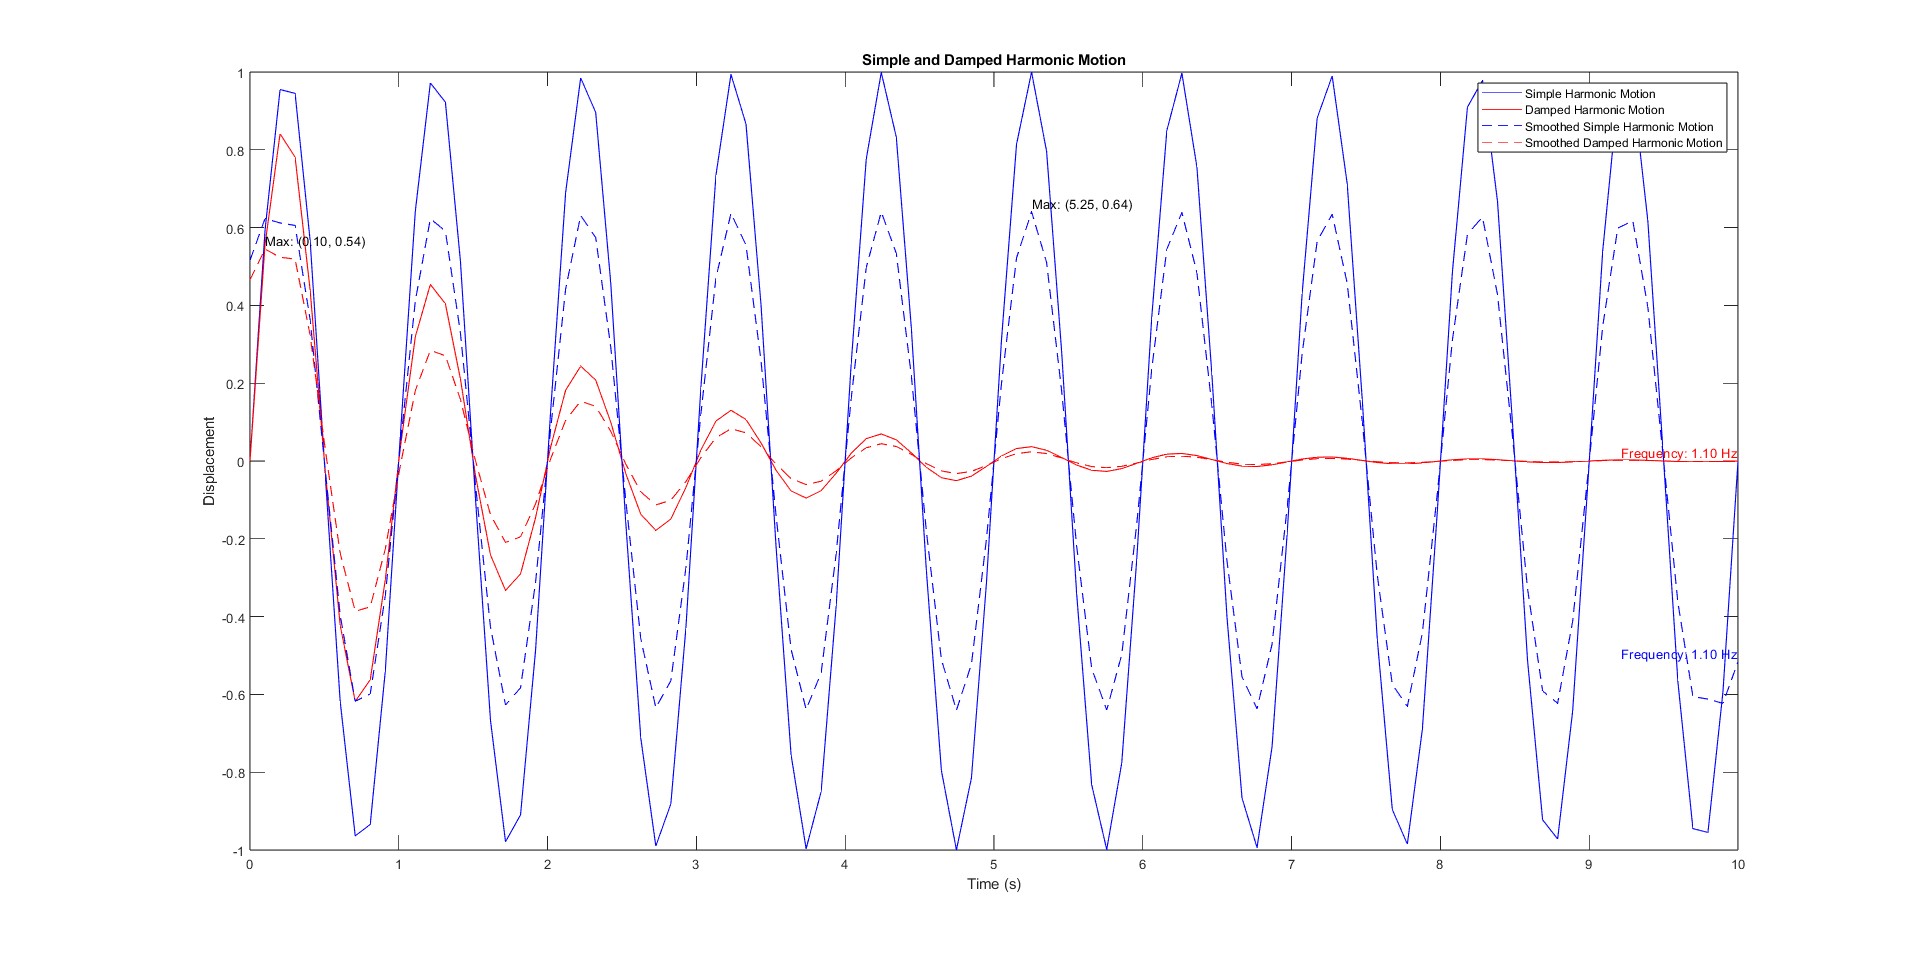 Simple and Damped Harmonic Motion
1
0.8
0.6
0.4
0.2
0
-0.2
-0.4
-0.6
-0.8
-1
Displacement
Simple Harmonic Motion
Damped Harmonic Motion
Smoothed Simple Harmonic Motion
Smoothed Damped Harmonic Motion
Max: (5.25, 0.64)
Max: (0.10, 0.54)
Frequency: 1.10 Hz
Frequency: 1.10 Hz
0 1 2 3 4 5 6 7 8 9 10
Time (s)